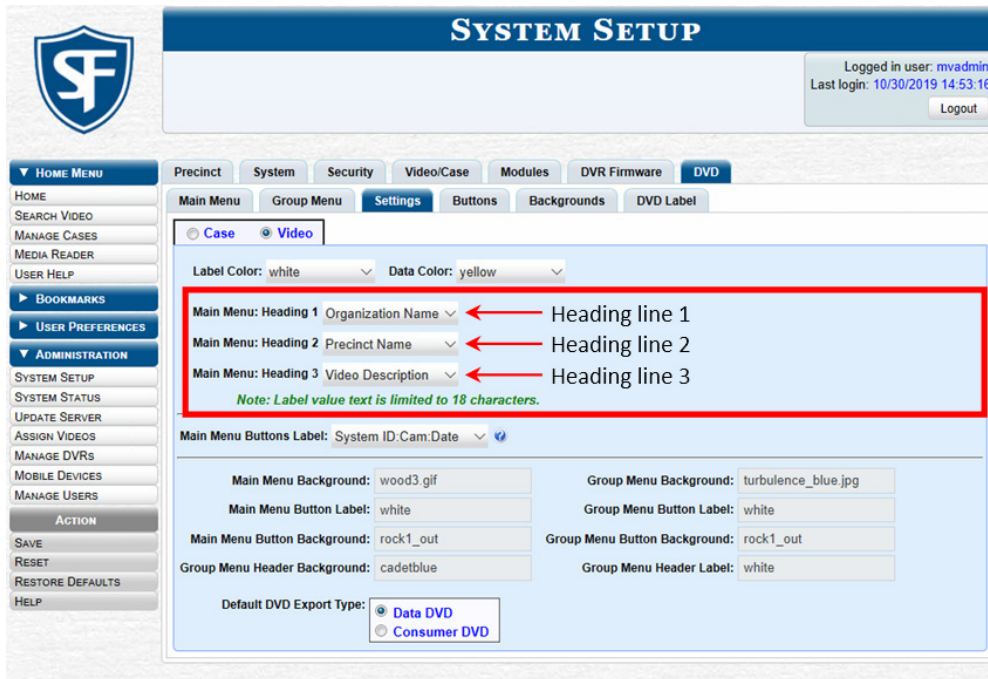 SYSTEM SETUP
SF
Logged in user: mvadmin
Last login: 10/30/2019 14:53:16
Logout
HOME MENU
HOME
SEARCH VIDEO
MANAGE CASES
MEDIA READER
USER HELP
BOOKMARKS
USER PREFERENCES
ADMINISTRATION
SYSTEM SETUP
SYSTEM STATUS
UPDATE SERVER
ASSIGN VIDEOS
MANAGE DVRS
MOBILE DEVICES
MANAGE USERS
ACTION
SAVE
RESET
RESTORE DEFAULTS
HELP
Precinct System Security Video/Case Modules DVR Firmware DVD
Main Menu Group Menu Settings Buttons Backgrounds DVD Label
Case Video
Label Color: white Data Color: yellow
Main Menu: Heading 1 Organization Name Heading line 1
Main Menu: Heading 2 Precinct Name Heading line 2
Main Menu: Heading 3 Video Description Heading line 3
Note: Label value text is limited to 18 characters.
Main Menu Buttons Label: System ID:Cam:Date ?
Main Menu Background: wood3.gif Group Menu Background: turbulence_blue.jpg
Main Menu Button Label: white Group Menu Button Label: white
Main Menu Button Background: rock1_out Group Menu Button Background: rock1_out
Group Menu Header Background: cadetblue Group Menu Header Label: white
Default DVD Export Type: Data DVD
Consumer DVD